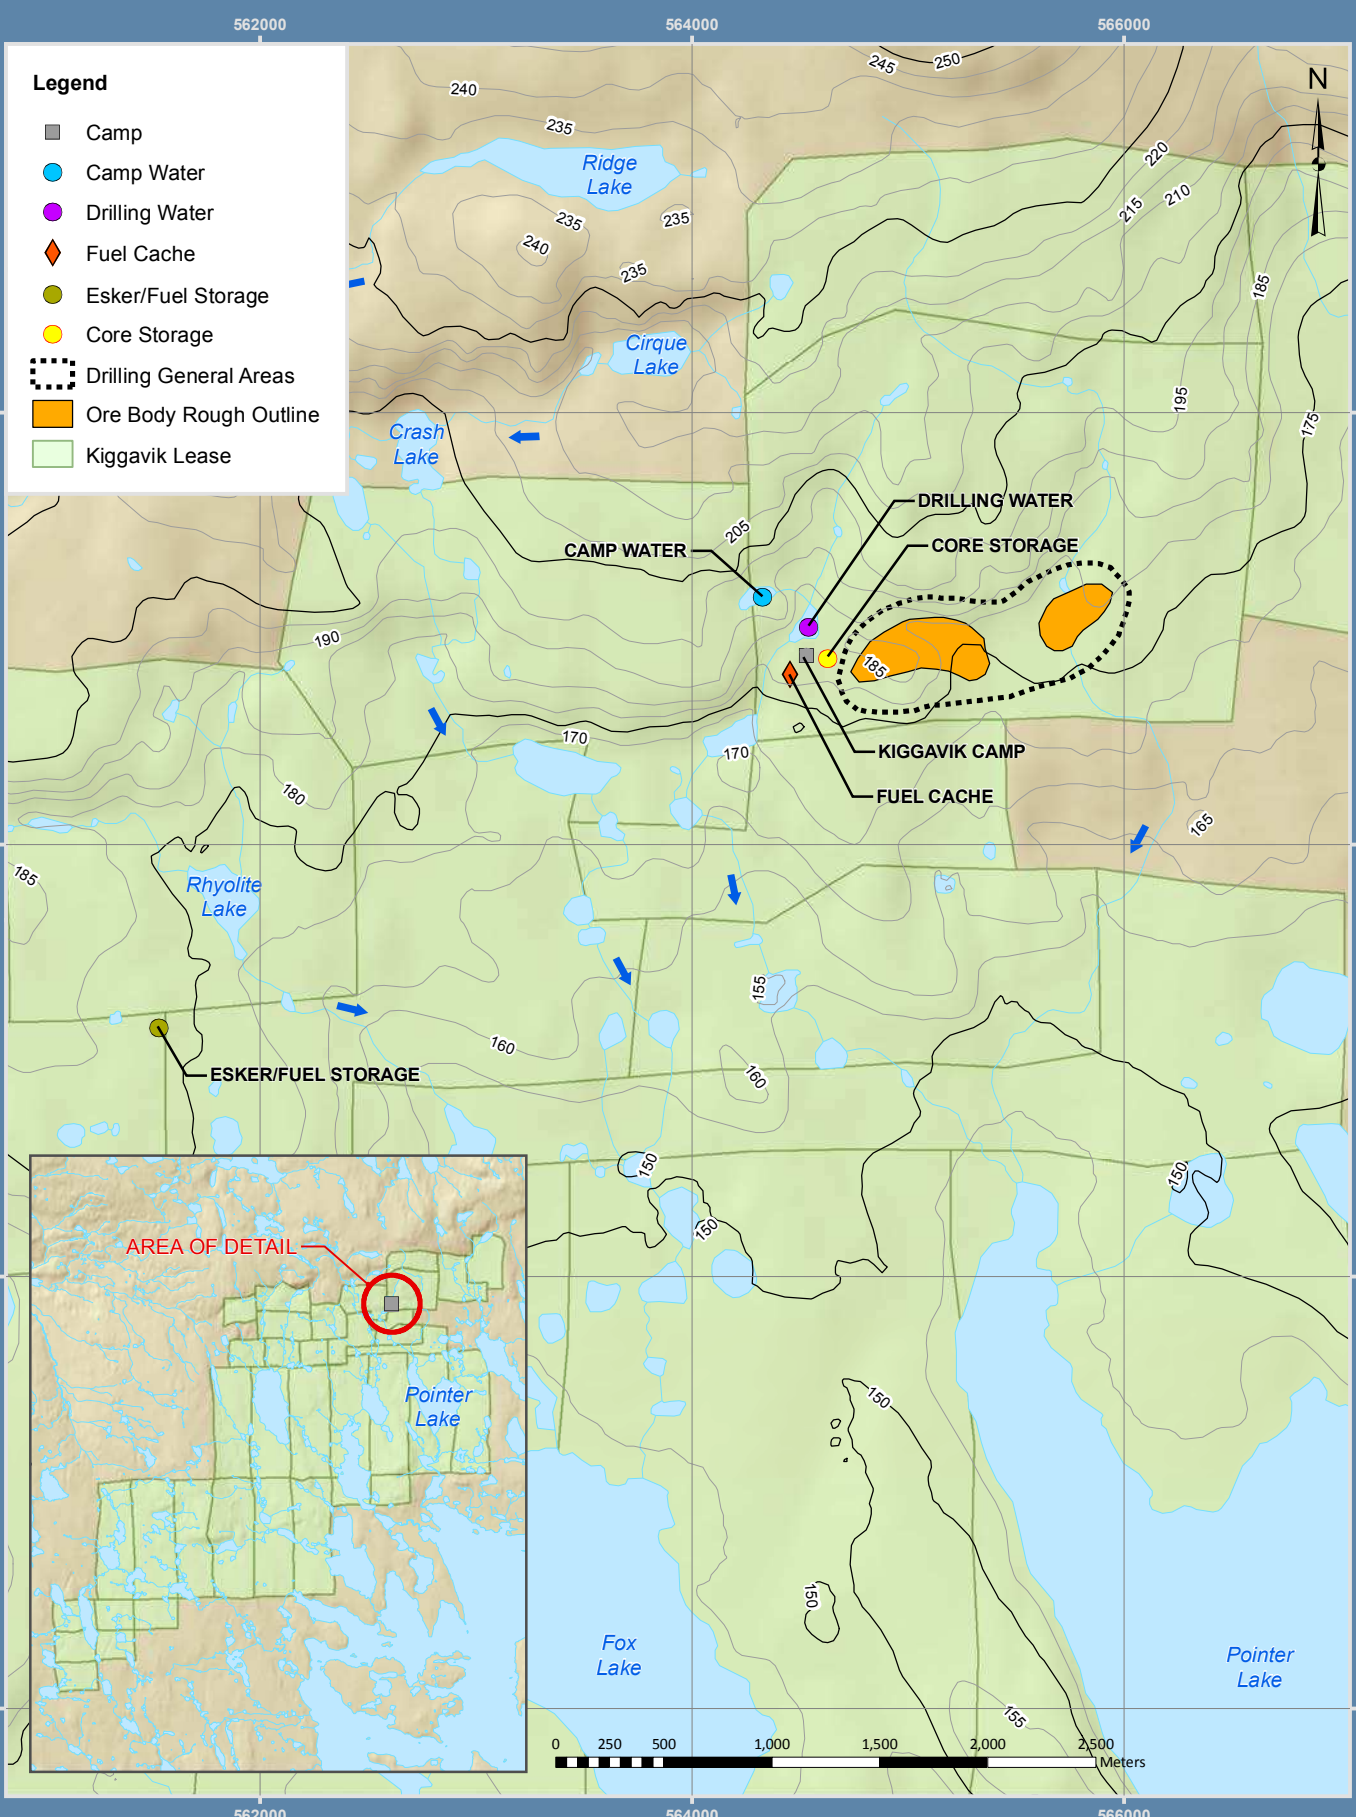 562000
564000
566000
Legend
Camp
Camp Water
Drilling Water
Fuel Cache
Esker/Fuel Storage
Core Storage
Drilling General Areas
Ore Body Rough Outline
Kiggavik Lease
N
245
250
240
235
220
Ridge
Lake
215
210
235
235
240
235
185
Cirque
Lake
195
175
Crash
Lake
DRILLING WATER
205
CAMP WATER
CORE STORAGE
190
185
170
170
KIGGAVIK CAMP
180
FUEL CACHE
165
185
Rhyolite
Lake
155
160
ESKER/FUEL STORAGE
160
150
150
150
AREA OF DETAIL
Pointer
Lake
150
150
Fox
Lake
Pointer
Lake
155
0 250 500 1,000 1,500 2,000 2,500
Meters
562000
564000
566000